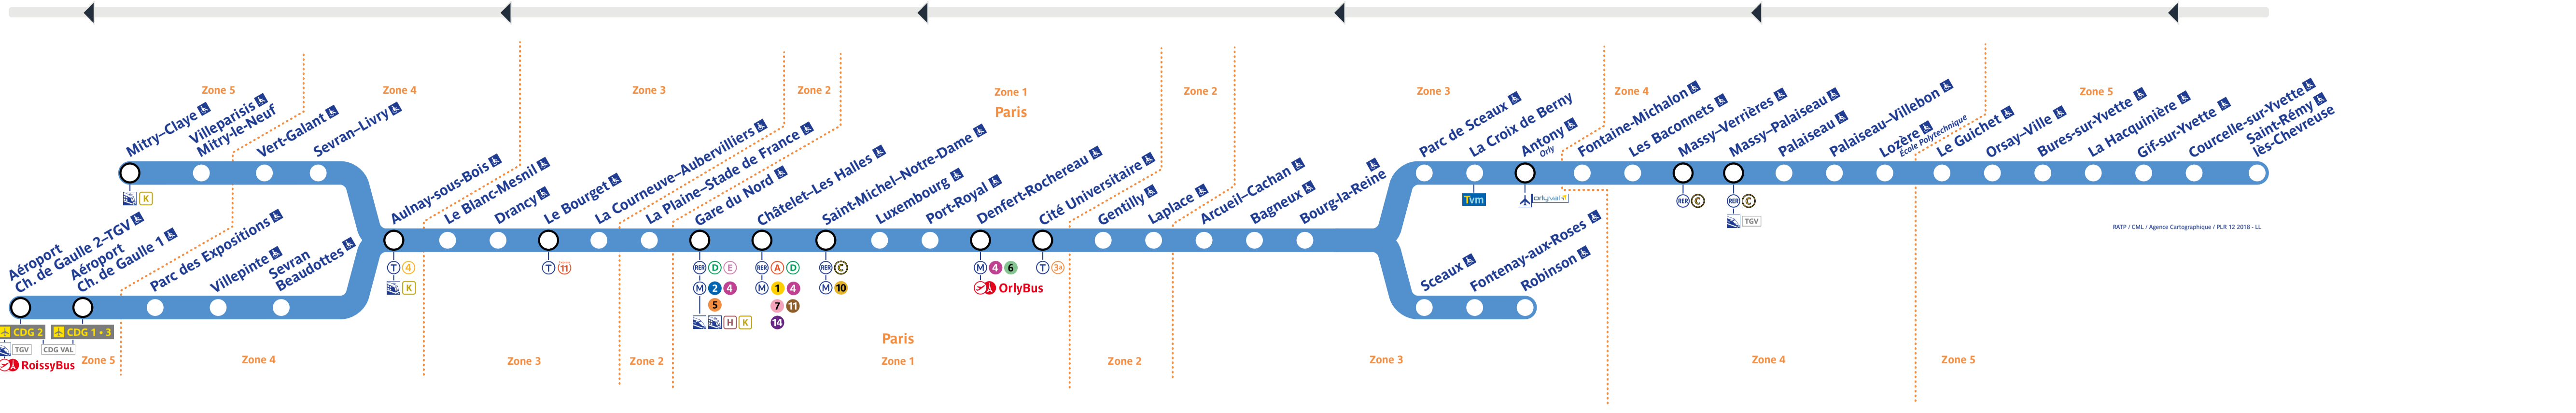 Zone 5
Zone 4
Zone 3
Zone 2
Zone 1
Paris
Zone 2
Zone 3
Zone 4
Zone 5
Mitry–Claye
Villeparisis
Mitry-le-Neuf
Vert-Galant
Sevran–Livry
K
Aéroport
Ch. de Gaulle 2–TGV
Aéroport
Ch. de Gaulle 1
Parc des Expositions
Villepinte
Sevran
Beaudottes
CDG 2
CDG 1 • 3
TGV
CDG VAL
RoissyBus
Aulnay-sous-Bois
T 4
K
Le Blanc-Mesnil
Drancy
Le Bourget
T 11
La Courneuve–Aubervilliers
La Plaine–Stade de France
Gare du Nord
RER D E
M 2 4
5
H K
Châtelet–Les Halles
RER A D
M 1 4
7 11
14
Saint-Michel–Notre-Dame
RER C
M 10
Luxembourg
Port-Royal
Denfert-Rochereau
M 4 6
OrlyBus
Cité Universitaire
T 3a
Gentilly
Laplace
Arcueil–Cachan
Bagneux
Bourg-la-Reine
Parc de Sceaux
La Croix de Berny
Tvm
Antony
Orly
orlyval
Fontaine-Michalon
Les Baconnets
Massy–Verrières
RER C
Massy–Palaiseau
RER C
TGV
Palaiseau
Palaiseau–Villebon
Lozère
École Polytechnique
Le Guichet
Orsay–Ville
Bures-sur-Yvette
La Hacquinière
Gif-sur-Yvette
Courcelle-sur-Yvette
Saint-Rémy
lès-Chevreuse
Sceaux
Fontenay-aux-Roses
Robinson
RATP / CML / Agence Cartographique / PLR 12 2018 - LL
Zone 5
Zone 4
Zone 3
Zone 2
Paris
Zone 1
Zone 2
Zone 3
Zone 4
Zone 5